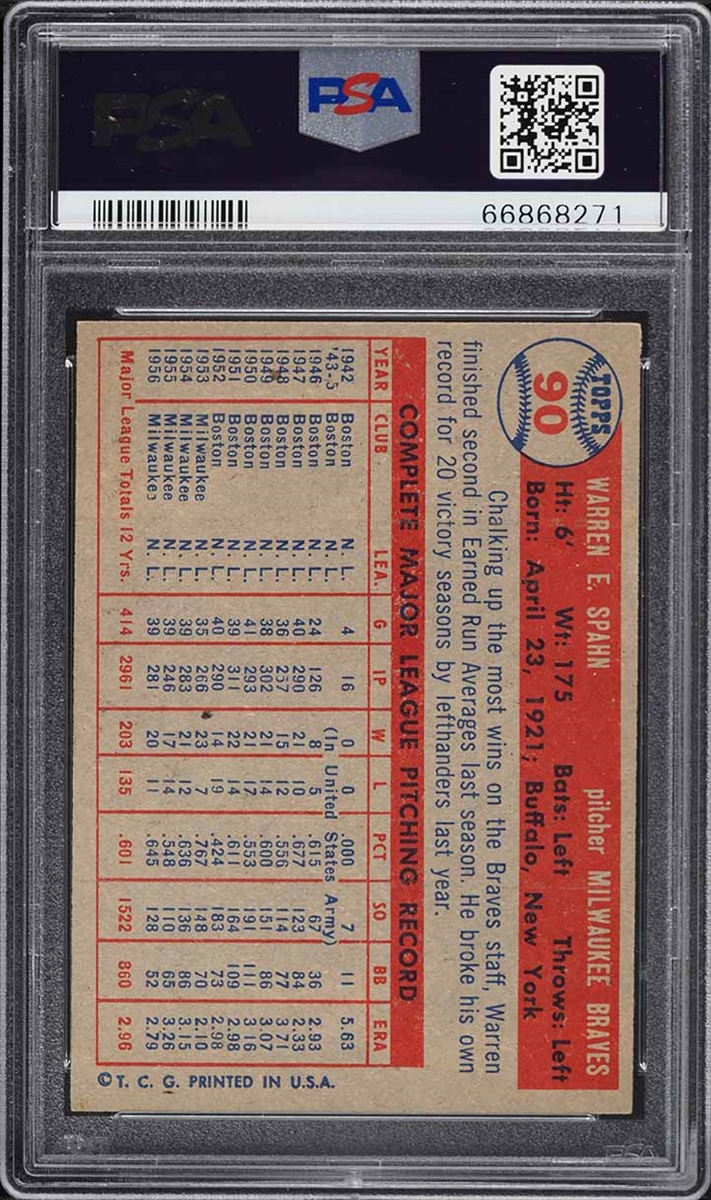 PSA
PSA
66868271
TOPPS
90
WARREN E. SPAHN pitcher MILWAUKEE BRAVES
Ht: 6' Wt: 175 Bats: Left Throws: Left
Born: April 23, 1921; Buffalo, New York
Chalking up the most wins on the Braves staff, Warren
finished second in Earned Run Averages last season. He broke his own
record for 20 victory seasons by lefthanders last year.
COMPLETE MAJOR LEAGUE PITCHING RECORD
YEAR CLUB LEA. G IP W L PCT SO BB ERA
1942 Boston N. L. 4 16 0 0 .000 7 11 5.63
'43-5 Boston N. L. (In United States Army)
1946 Boston N. L. 24 126 8 5 .615 67 36 2.93
1947 Boston N. L. 40 290 21 10 .677 123 84 2.33
1948 Boston N. L. 36 257 15 12 .556 114 77 3.71
1949 Boston N. L. 38 302 21 14 .600 151 86 3.07
1950 Boston N. L. 41 293 21 17 .553 191 111 3.16
1951 Boston N. L. 39 311 22 14 .611 164 109 2.98
1952 Boston N. L. 40 290 14 19 .424 183 73 2.98
1953 Milwaukee N. L. 35 266 23 7 .767 148 70 2.10
1954 Milwaukee N. L. 39 283 21 12 .636 136 86 3.15
1955 Milwaukee N. L. 39 246 17 14 .548 110 65 3.26
1956 Milwaukee N. L. 39 281 20 11 .645 128 52 2.79
Major League Totals 12 Yrs. 414 2961 203 135 .601 1522 860 2.96
© T. C. G. PRINTED IN U.S.A.